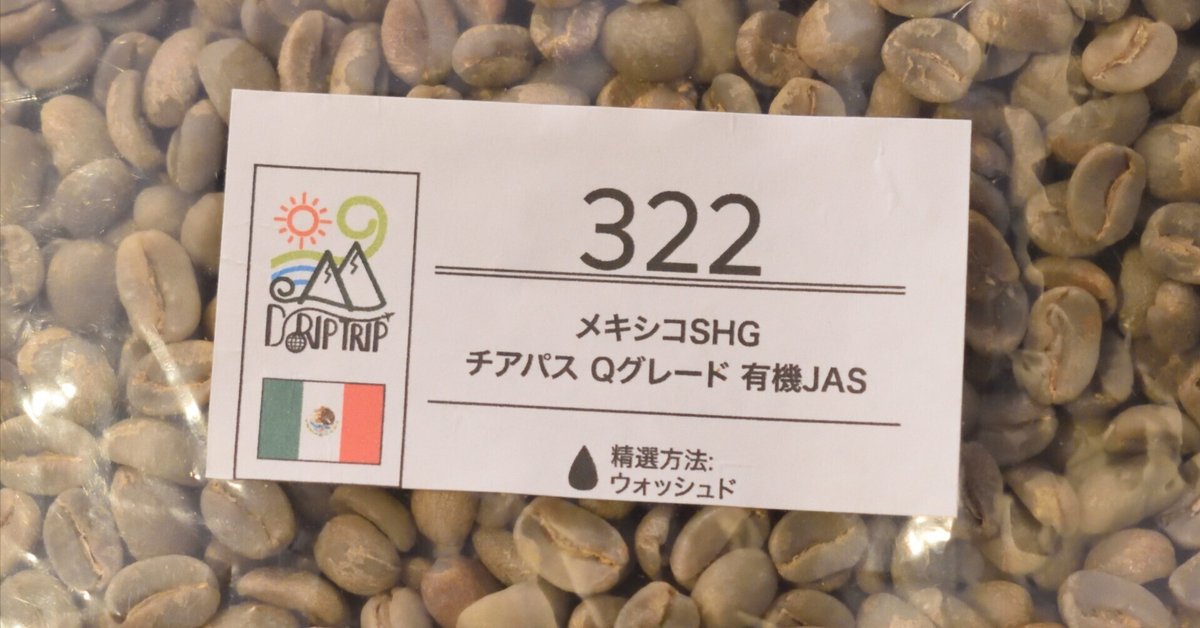 322
メキシコSHG
チアパス Qグレード 有機JAS
精選方法:
ウォッシュド
DRIPTRIP